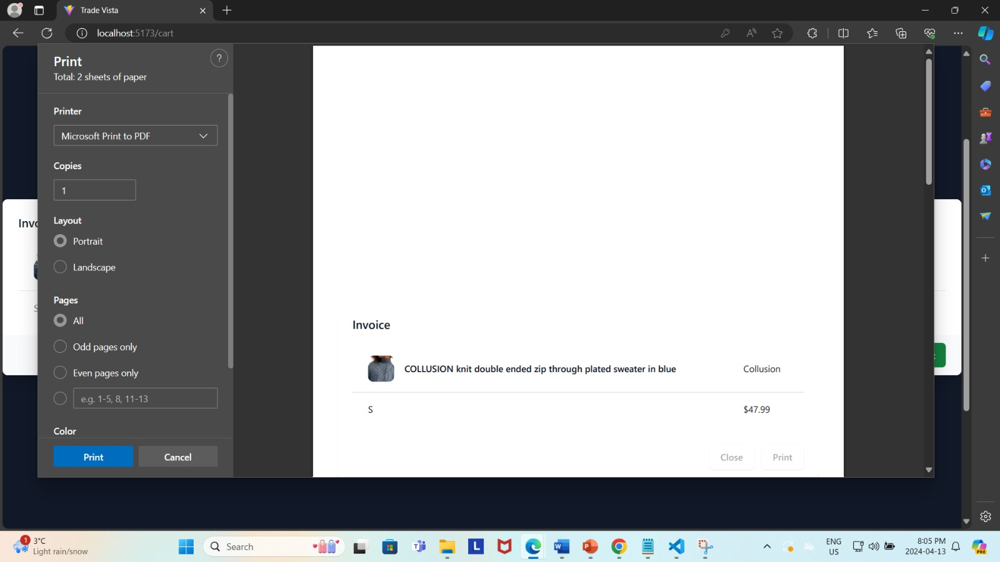 Trade Vista
localhost:5173/cart
Print
Total: 2 sheets of paper
?
Printer
Microsoft Print to PDF
Copies
1
Layout
Portrait
Landscape
Pages
All
Odd pages only
Even pages only
e.g. 1-5, 8, 11-13
Color
Print
Cancel
Invo
S
Invoice
COLLUSION knit double ended zip through plated sweater in blue
Collusion
S
$47.99
Close
Print
1
3°C
Light rain/snow
Search
L
ENG
US
8:05 PM
2024-04-13
PRE